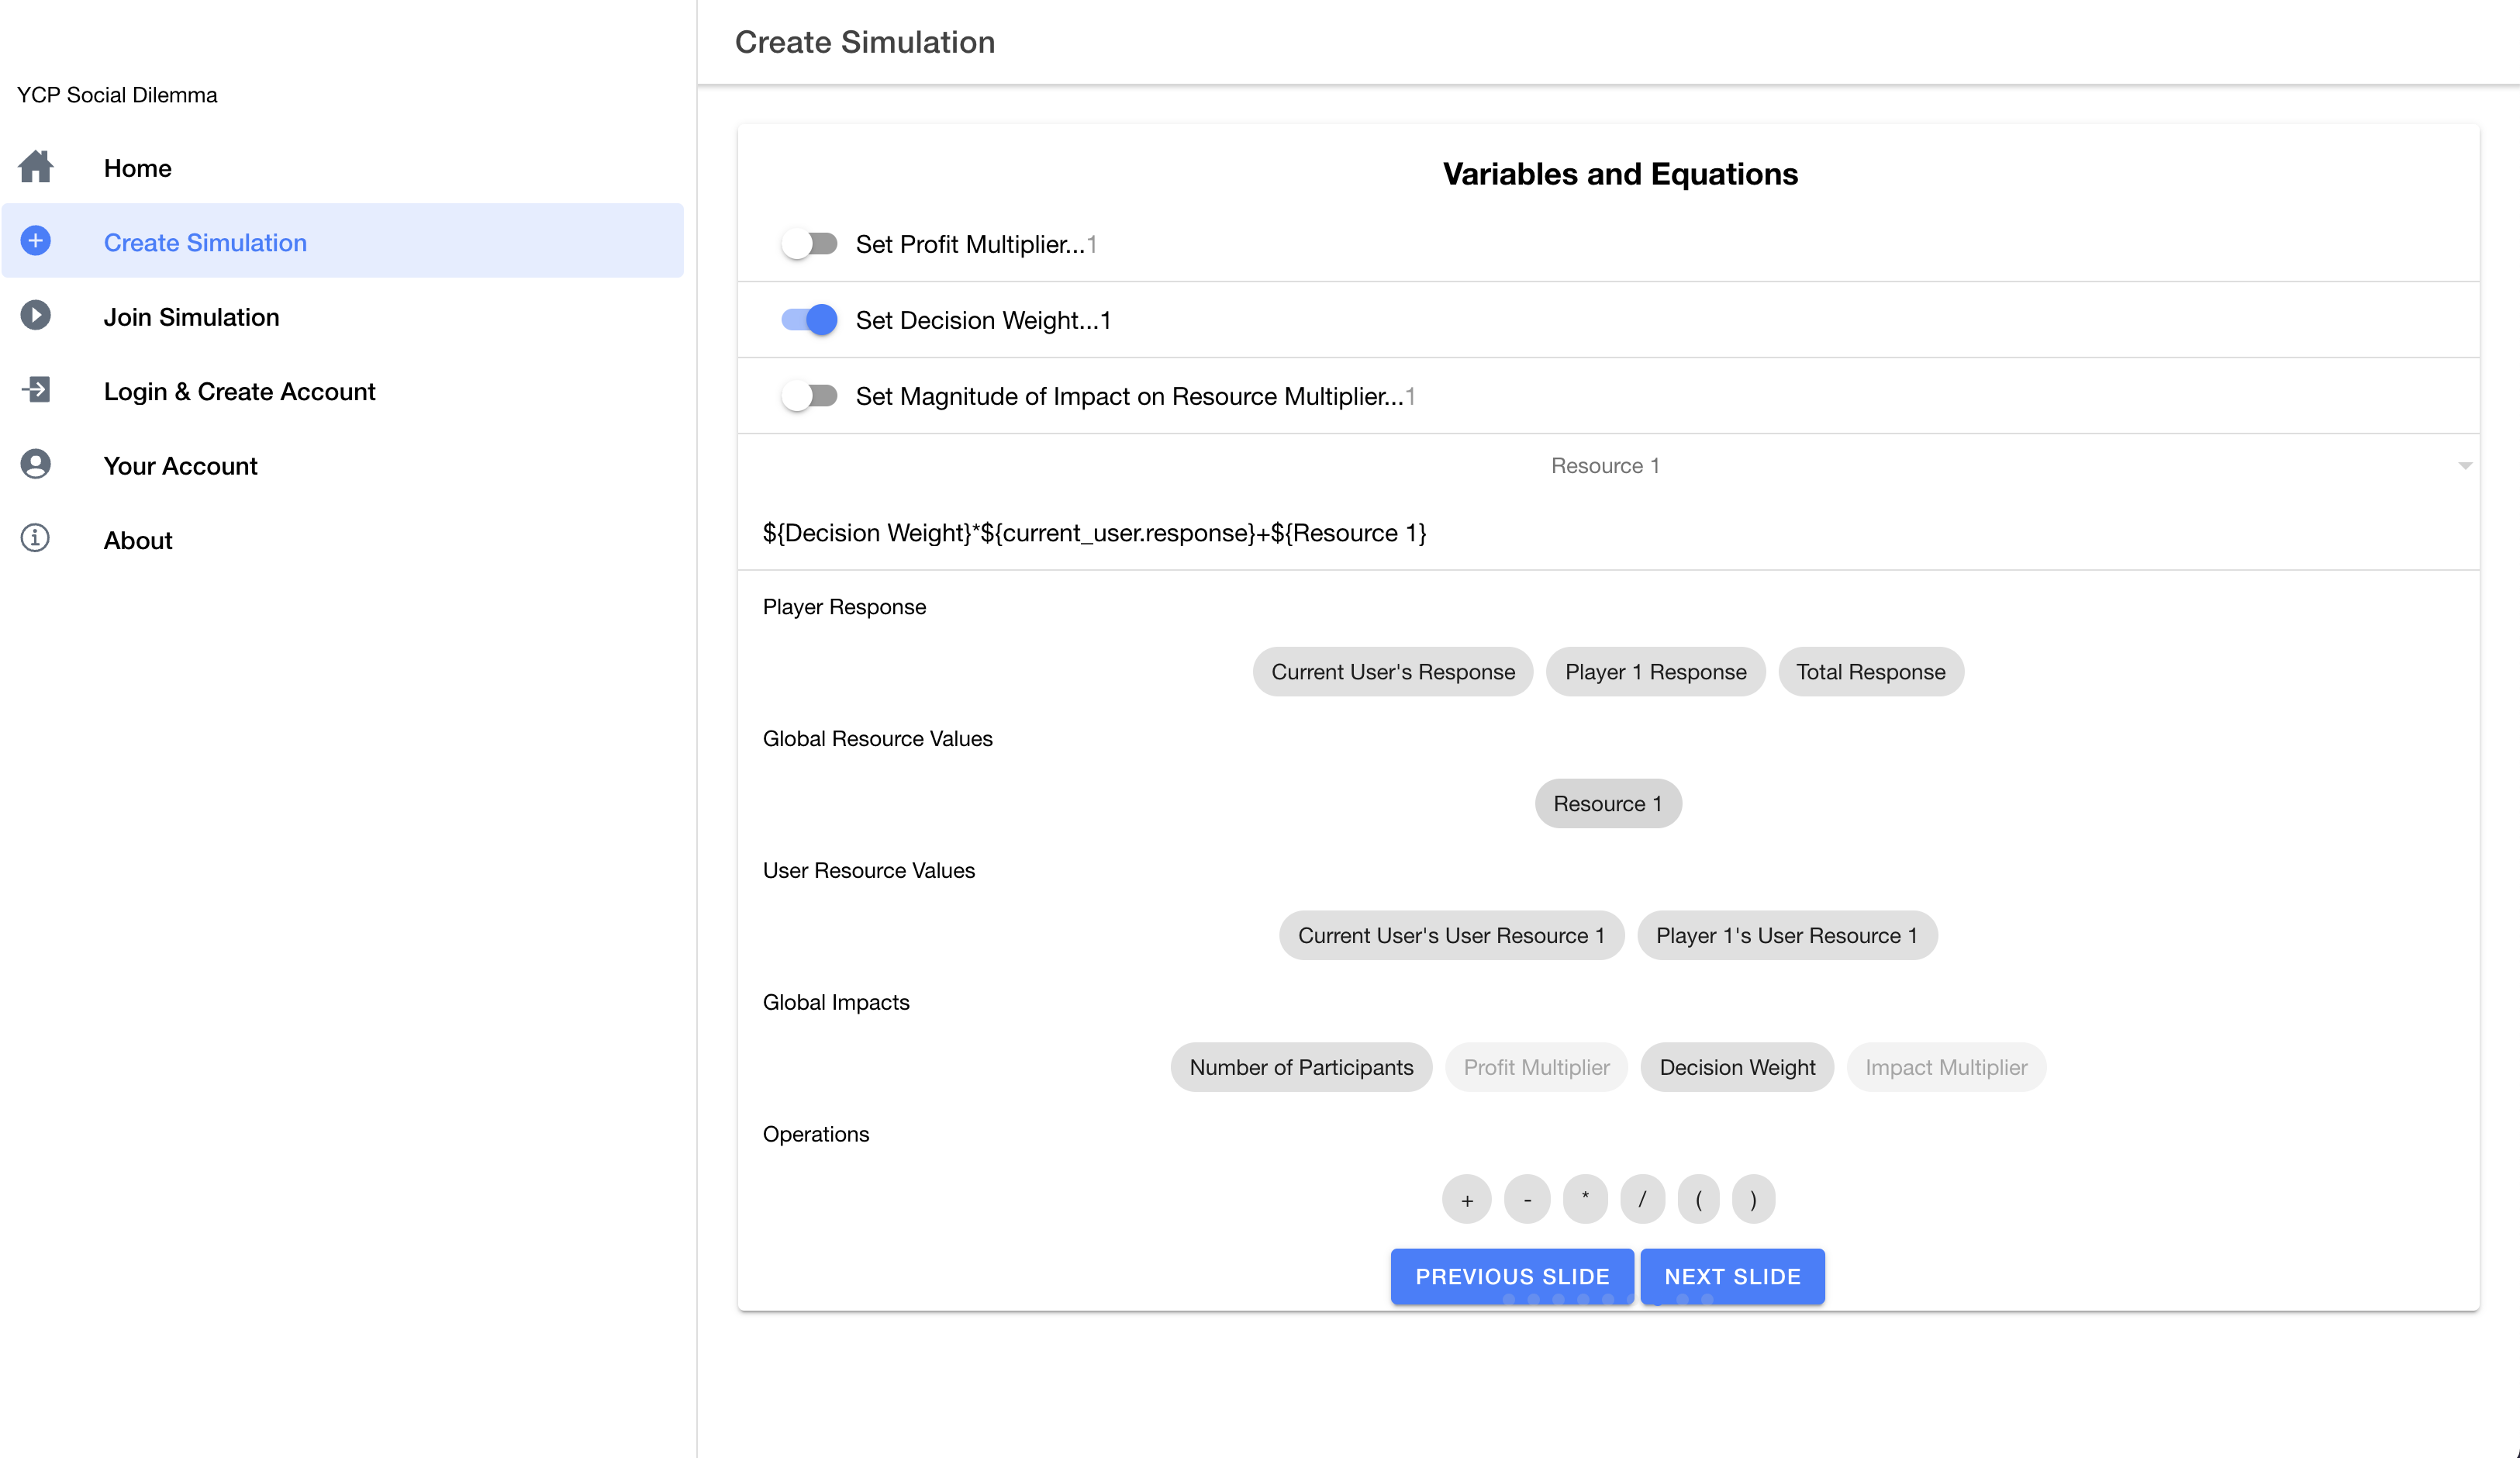 Create Simulation
YCP Social Dilemma
Home
Create Simulation
Join Simulation
Login & Create Account
Your Account
About
Variables and Equations
Set Profit Multiplier...1
Set Decision Weight...1
Set Magnitude of Impact on Resource Multiplier...1
Resource 1
${Decision Weight}*${current_user.response}+${Resource 1}
Player Response
Current User's Response Player 1 Response Total Response
Global Resource Values
Resource 1
User Resource Values
Current User's User Resource 1 Player 1's User Resource 1
Global Impacts
Number of Participants Profit Multiplier Decision Weight Impact Multiplier
Operations
+ - * / ( )
PREVIOUS SLIDE NEXT SLIDE